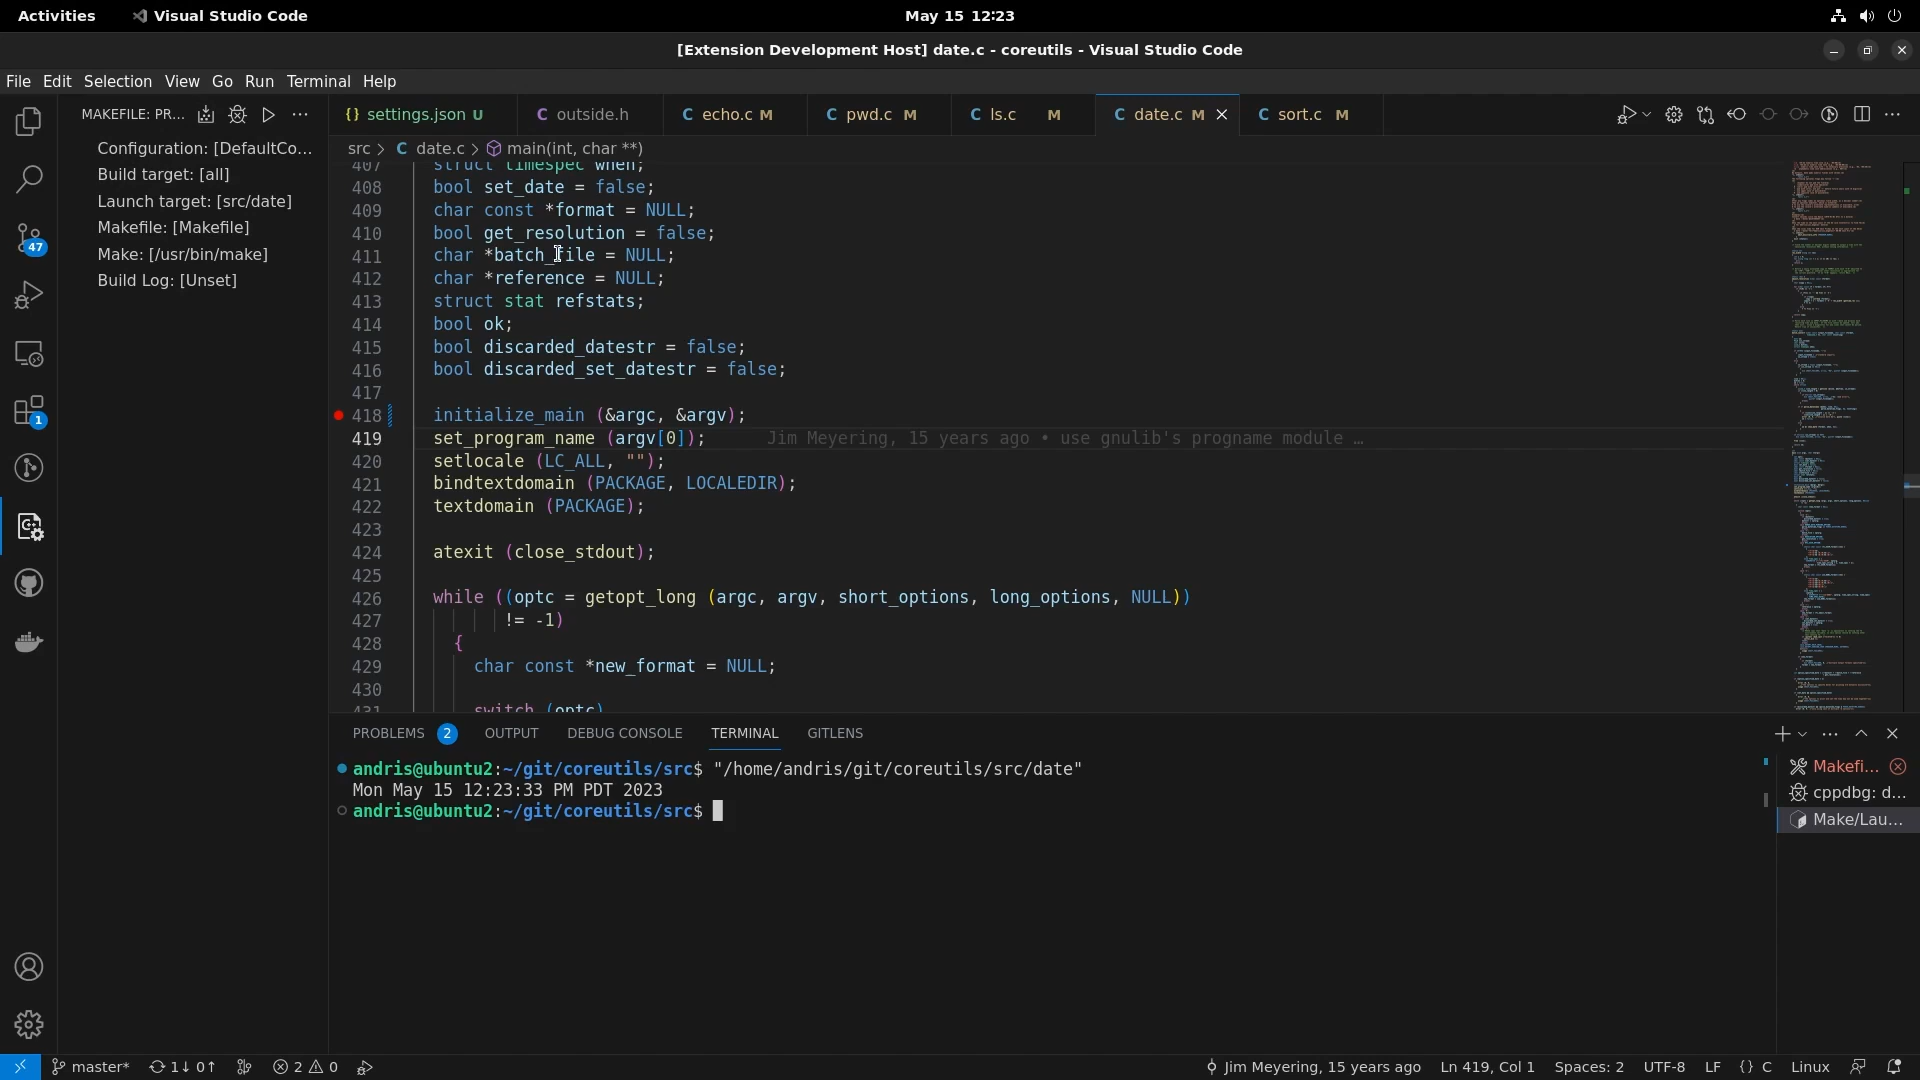 Activities
Visual Studio Code
May 15 12:23
[Extension Development Host] date.c - coreutils - Visual Studio Code
File Edit Selection View Go Run Terminal Help
MAKEFILE: PR...
Configuration: [DefaultCo...
Build target: [all]
Launch target: [src/date]
Makefile: [Makefile]
Make: [/usr/bin/make]
Build Log: [Unset]
47
1
{} settings.json U
C outside.h
C echo.c M
C pwd.c M
C ls.c M
C date.c M
C sort.c M
src > C date.c > main(int, char **)
407 struct timespec when;
408 bool set_date = false;
409 char const *format = NULL;
410 bool get_resolution = false;
411 char *batch_file = NULL;
412 char *reference = NULL;
413 struct stat refstats;
414 bool ok;
415 bool discarded_datestr = false;
416 bool discarded_set_datestr = false;
417
418 initialize_main (&argc, &argv);
419 set_program_name (argv[0]); Jim Meyering, 15 years ago • use gnulib's progname module …
420 setlocale (LC_ALL, "");
421 bindtextdomain (PACKAGE, LOCALEDIR);
422 textdomain (PACKAGE);
423
424 atexit (close_stdout);
425
426 while ((optc = getopt_long (argc, argv, short_options, long_options, NULL))
427 != -1)
428 {
429 char const *new_format = NULL;
430
431 switch (optc)
PROBLEMS 2 OUTPUT DEBUG CONSOLE TERMINAL GITLENS
andris@ubuntu2:~/git/coreutils/src$ "/home/andris/git/coreutils/src/date"
Mon May 15 12:23:33 PM PDT 2023
andris@ubuntu2:~/git/coreutils/src$
Makefi...
cppdbg: d...
Make/Lau...
master* 1↓ 0↑ 2 0
Jim Meyering, 15 years ago Ln 419, Col 1 Spaces: 2 UTF-8 LF {} C Linux